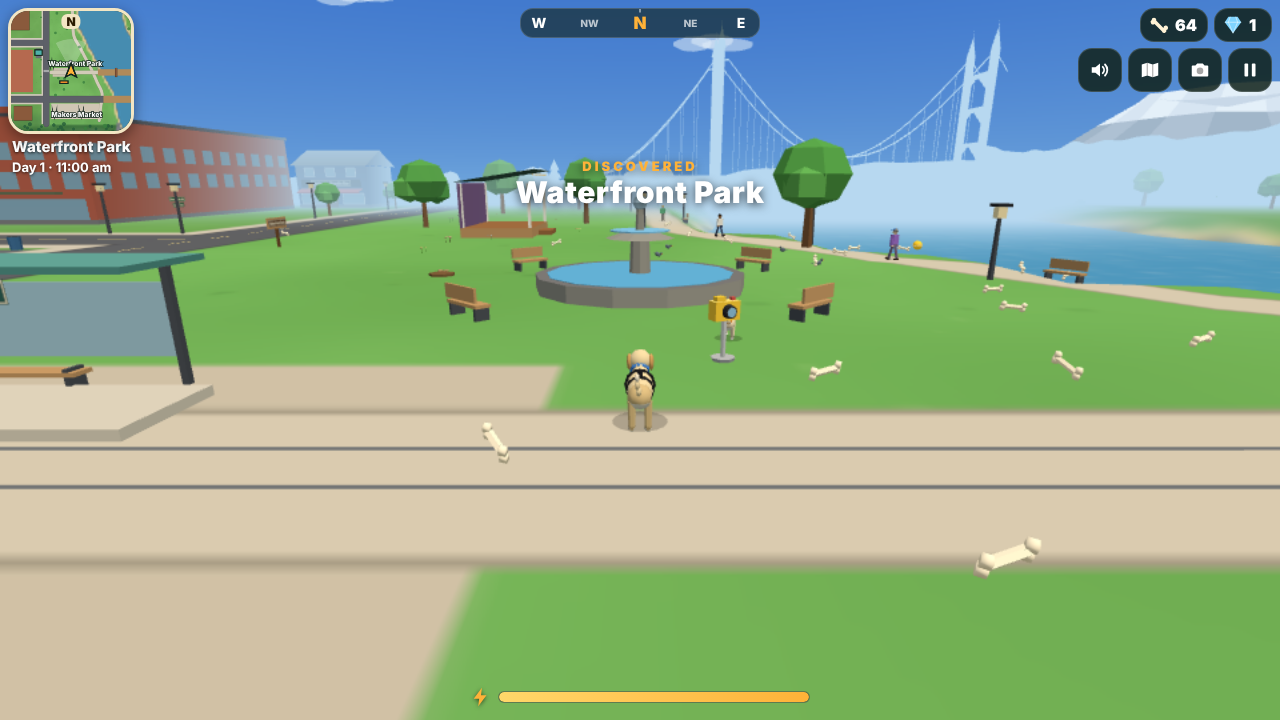 N
Waterfront Park
Makers Market
Waterfront Park
Day 1 · 11:00 am
W NW N NE E
64
1
DISCOVERED
Waterfront Park